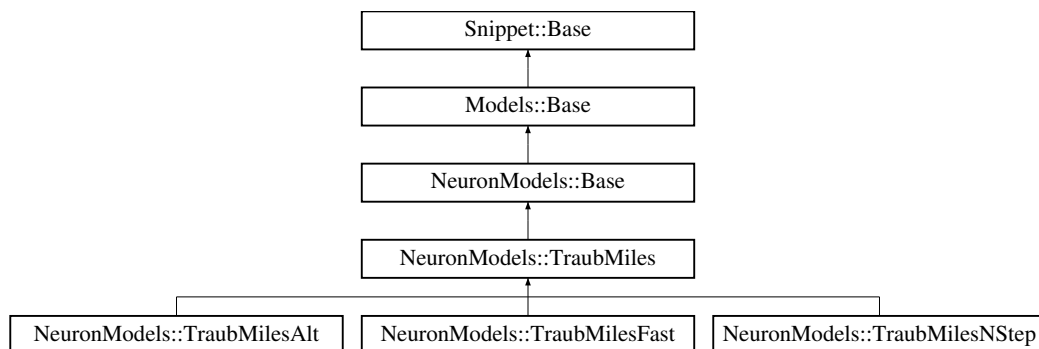 Snippet::Base
Models::Base
NeuronModels::Base
NeuronModels::TraubMiles
NeuronModels::TraubMilesAlt
NeuronModels::TraubMilesFast
NeuronModels::TraubMilesNStep